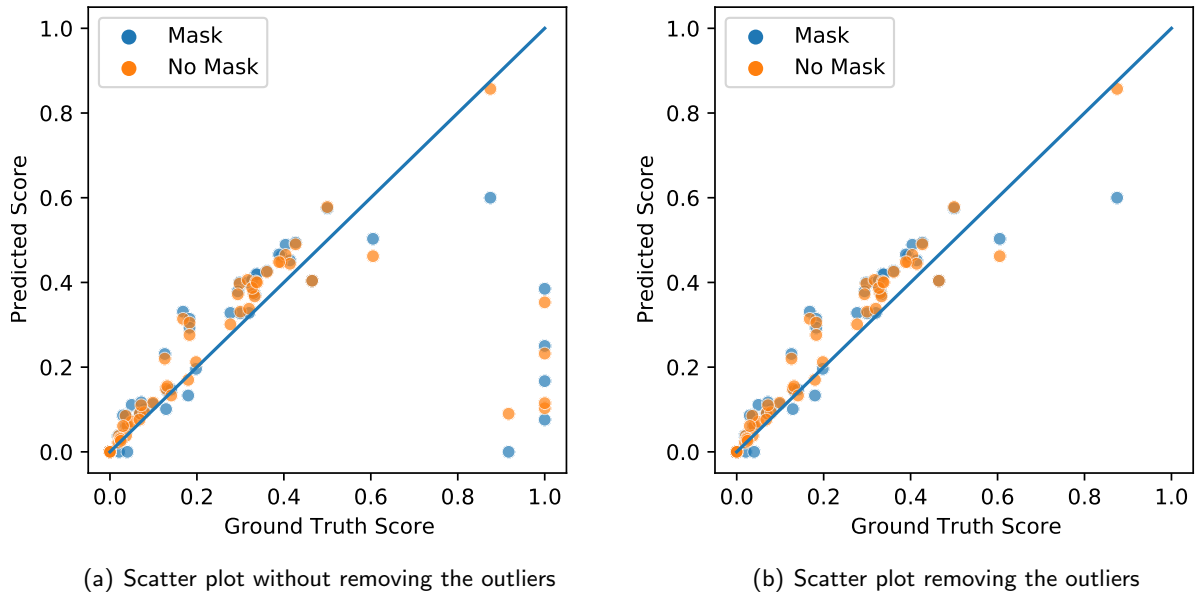 Mask
No Mask
1.0
0.8
0.6
0.4
0.2
0.0
Predicted Score
0.0 0.2 0.4 0.6 0.8 1.0
Ground Truth Score
(a) Scatter plot without removing the outliers
Mask
No Mask
1.0
0.8
0.6
0.4
0.2
0.0
Predicted Score
0.0 0.2 0.4 0.6 0.8 1.0
Ground Truth Score
(b) Scatter plot removing the outliers